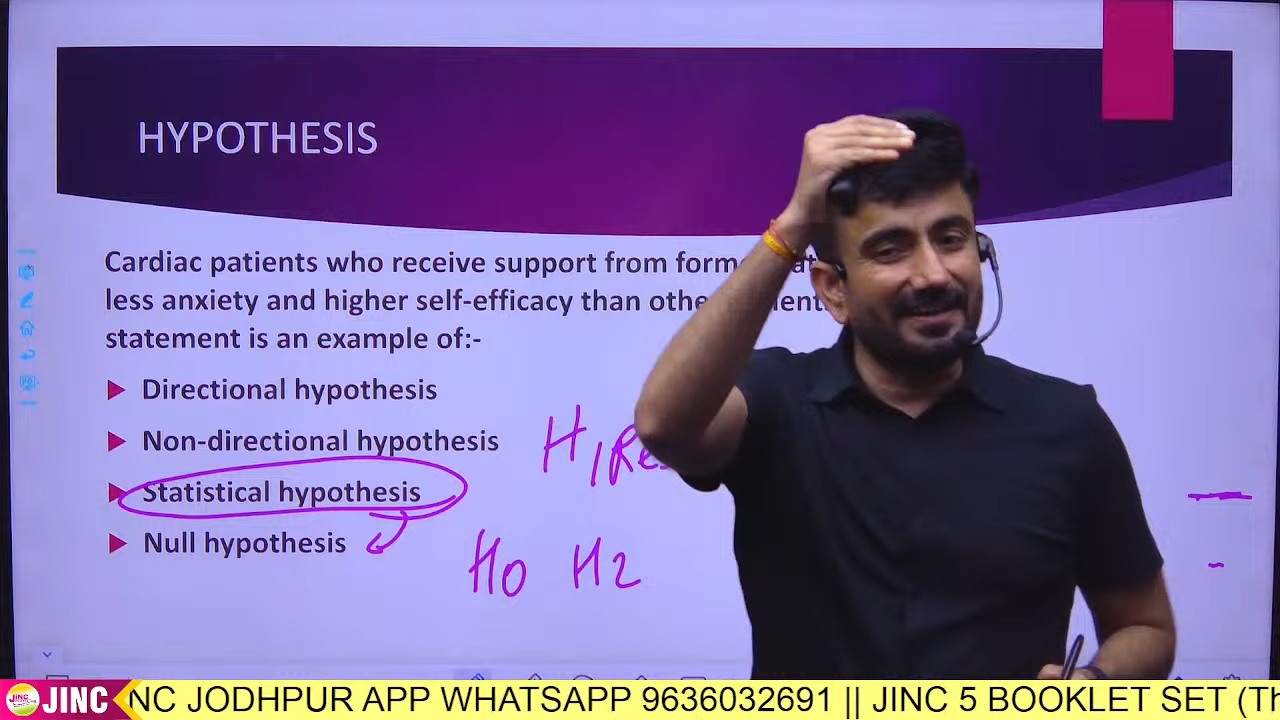 HYPOTHESIS
Cardiac patients who receive support from
less anxiety and higher self-efficacy than
statement is an example of:-
Directional hypothesis
Non-directional hypothesis
H1
Statistical hypothesis
Null hypothesis
H0 H2
JINC
JINC NC JODHPUR APP WHATSAPP 9636032691 || JINC 5 BOOKLET SET (Th